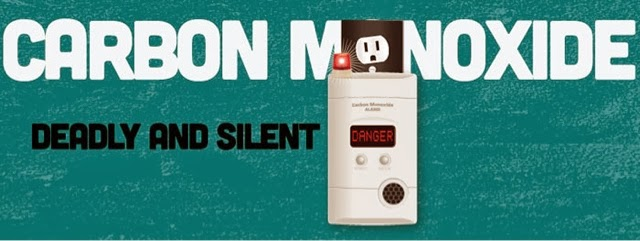 CARBON MONOXIDE
DEADLY AND SILENT
Carbon Monoxide
ALARM
DANGER